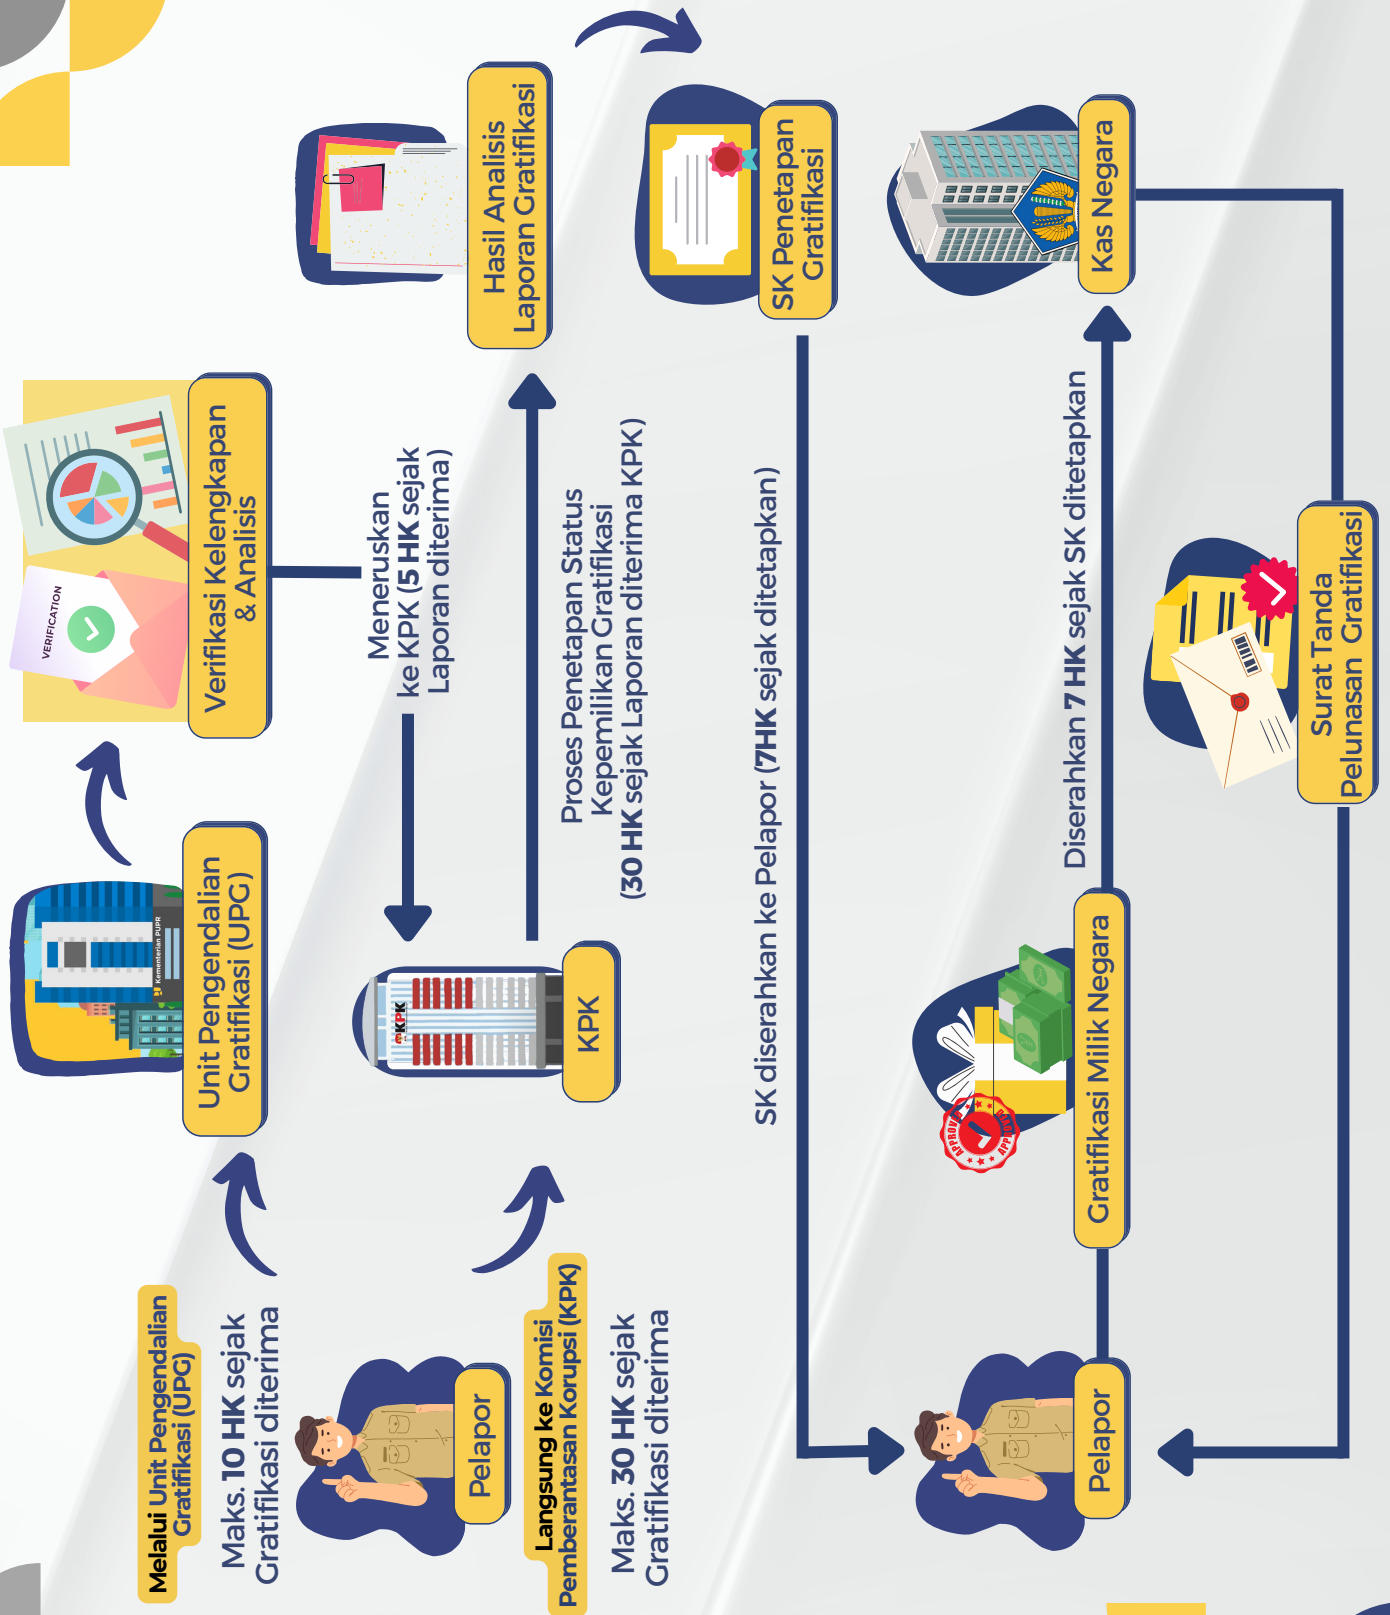 Melalui Unit Pengendalian
Gratifikasi (UPG)
Maks. 10 HK sejak
Gratifikasi diterima
Pelapor
Langsung ke Komisi
Pemberantasan Korupsi (KPK)
Maks. 30 HK sejak
Gratifikasi diterima
Kementerian PUPR
Unit Pengendalian
Gratifikasi (UPG)
VERIFICATION
Verifikasi Kelengkapan
& Analisis
Meneruskan
ke KPK (5 HK sejak
Laporan diterima)
KPK
KPK
Proses Penetapan Status
Kepemilikan Gratifikasi
(30 HK sejak Laporan diterima KPK)
Hasil Analisis
Laporan Gratifikasi
SK Penetapan
Gratifikasi
SK diserahkan ke Pelapor (7HK sejak ditetapkan)
Pelapor
APPROVED
Gratifikasi Milik Negara
Diserahkan 7 HK sejak SK ditetapkan
Kas Negara
Surat Tanda
Pelunasan Gratifikasi